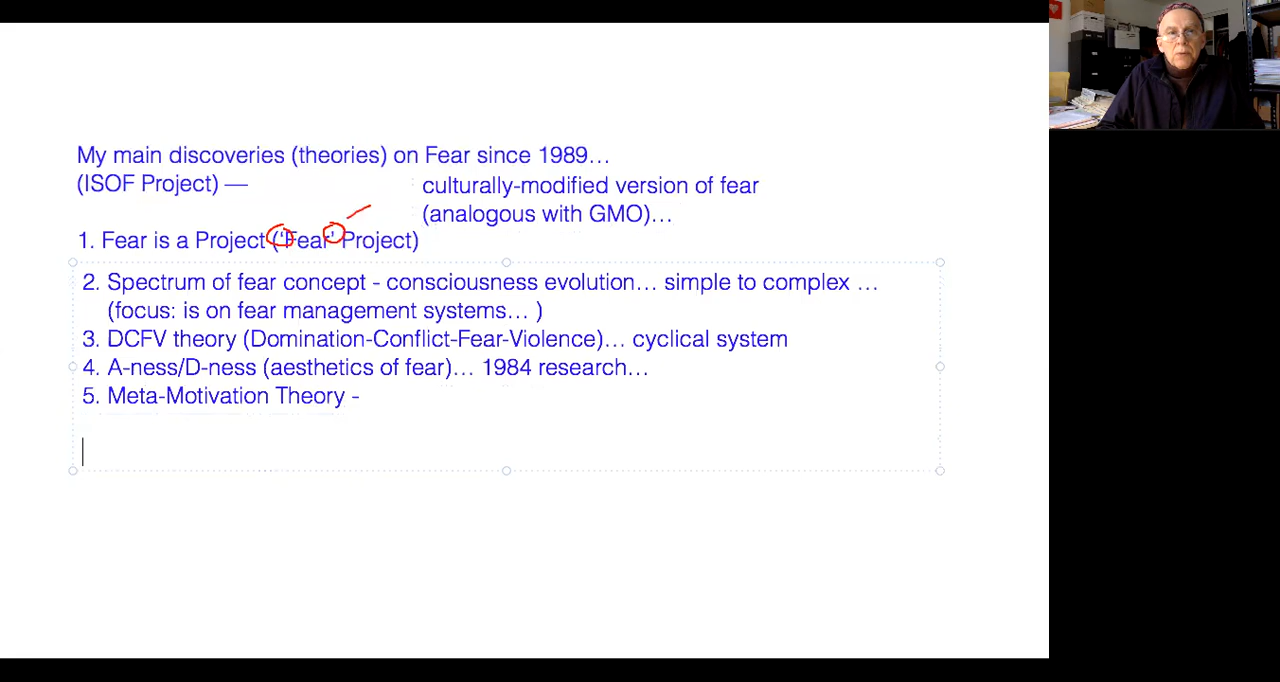 My main discoveries (theories) on Fear since 1989…
(ISOF Project) —
culturally-modified version of fear
(analogous with GMO)…
1. Fear is a Project (‘Fear’ Project)
2. Spectrum of fear concept - consciousness evolution… simple to complex …
(focus: is on fear management systems… )
3. DCFV theory (Domination-Conflict-Fear-Violence)… cyclical system
4. A-ness/D-ness (aesthetics of fear)… 1984 research…
5. Meta-Motivation Theory -